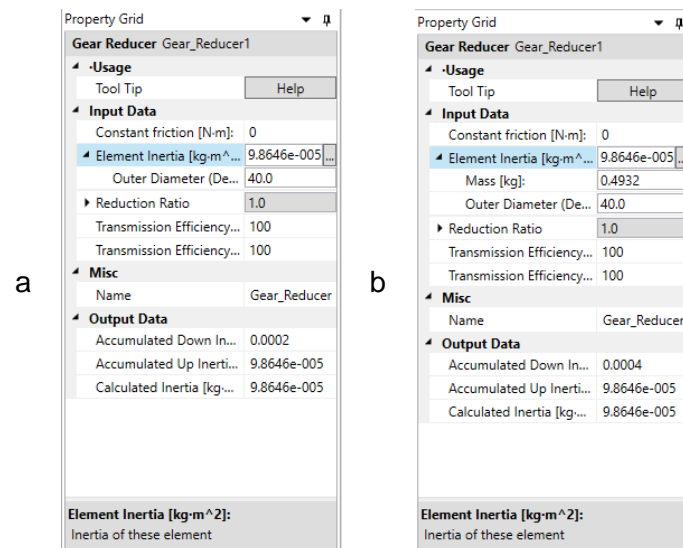 Property Grid
Gear Reducer Gear_Reducer1
·Usage
Tool Tip Help
Input Data
Constant friction [N·m]: 0
Element Inertia [kg·m^... 9.8646e-005 ...
Outer Diameter (De... 40.0
Reduction Ratio 1.0
Transmission Efficiency... 100
Transmission Efficiency... 100
Misc
Name Gear_Reducer
Output Data
Accumulated Down In... 0.0002
Accumulated Up Inerti... 9.8646e-005
Calculated Inertia [kg·... 9.8646e-005
Element Inertia [kg·m^2]:
Inertia of these element
a
Property Grid
Gear Reducer Gear_Reducer1
·Usage
Tool Tip Help
Input Data
Constant friction [N·m]: 0
Element Inertia [kg·m^... 9.8646e-005 ...
Mass [kg]: 0.4932
Outer Diameter (De... 40.0
Reduction Ratio 1.0
Transmission Efficiency... 100
Transmission Efficiency... 100
Misc
Name Gear_Reducer
Output Data
Accumulated Down In... 0.0004
Accumulated Up Inerti... 9.8646e-005
Calculated Inertia [kg·... 9.8646e-005
Element Inertia [kg·m^2]:
Inertia of these element
b